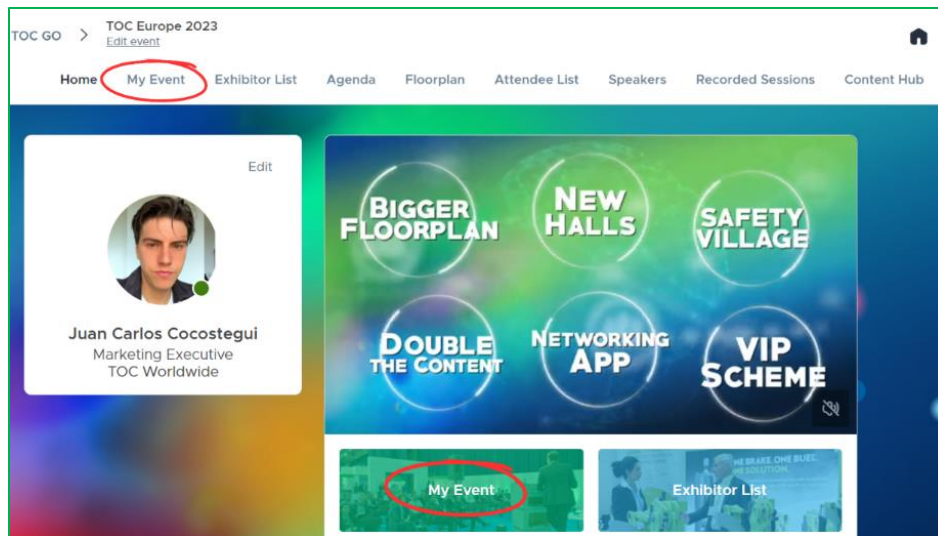 TOC GO > TOC Europe 2023
Edit event
Home My Event Exhibitor List Agenda Floorplan Attendee List Speakers Recorded Sessions Content Hub
Edit
Juan Carlos Cocostegui
Marketing Executive
TOC Worldwide
BIGGER FLOORPLAN
NEW HALLS
SAFETY VILLAGE
DOUBLE THE CONTENT
NETWORKING APP
VIP SCHEME
My Event
Exhibitor List